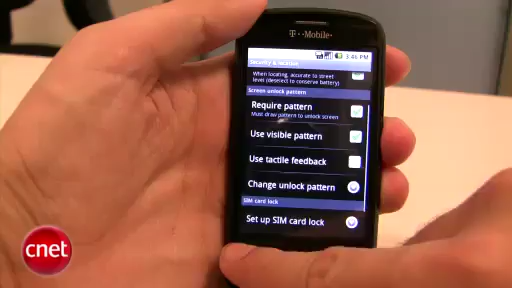 T··Mobile·
3:46 PM
Security & location
When locating, accurate to street
level (deselect to conserve battery)
Screen unlock pattern
Require pattern
Must draw pattern to unlock screen
Use visible pattern
Use tactile feedback
Change unlock pattern
SIM card lock
Set up SIM card lock
cnet